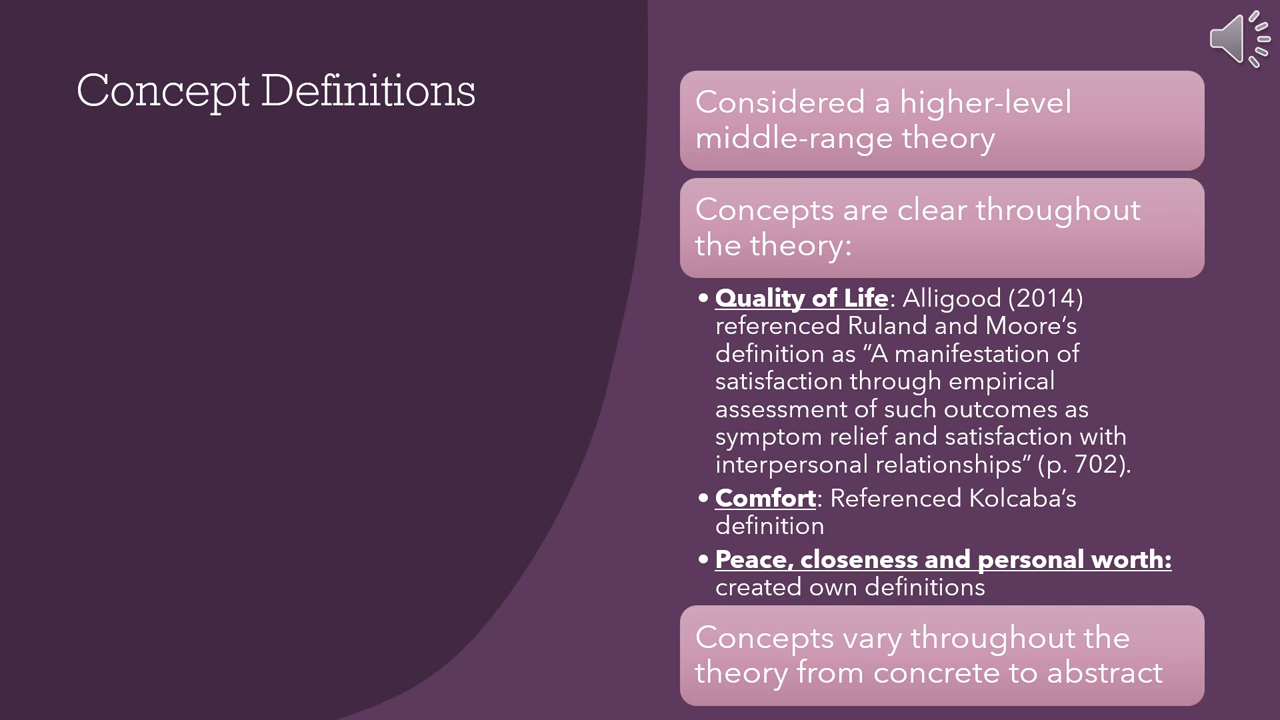 Concept Definitions
Considered a higher-level
middle-range theory
Concepts are clear throughout
the theory:
• Quality of Life: Alligood (2014)
referenced Ruland and Moore’s
definition as “A manifestation of
satisfaction through empirical
assessment of such outcomes as
symptom relief and satisfaction with
interpersonal relationships” (p. 702).
• Comfort: Referenced Kolcaba’s
definition
• Peace, closeness and personal worth:
created own definitions
Concepts vary throughout the
theory from concrete to abstract